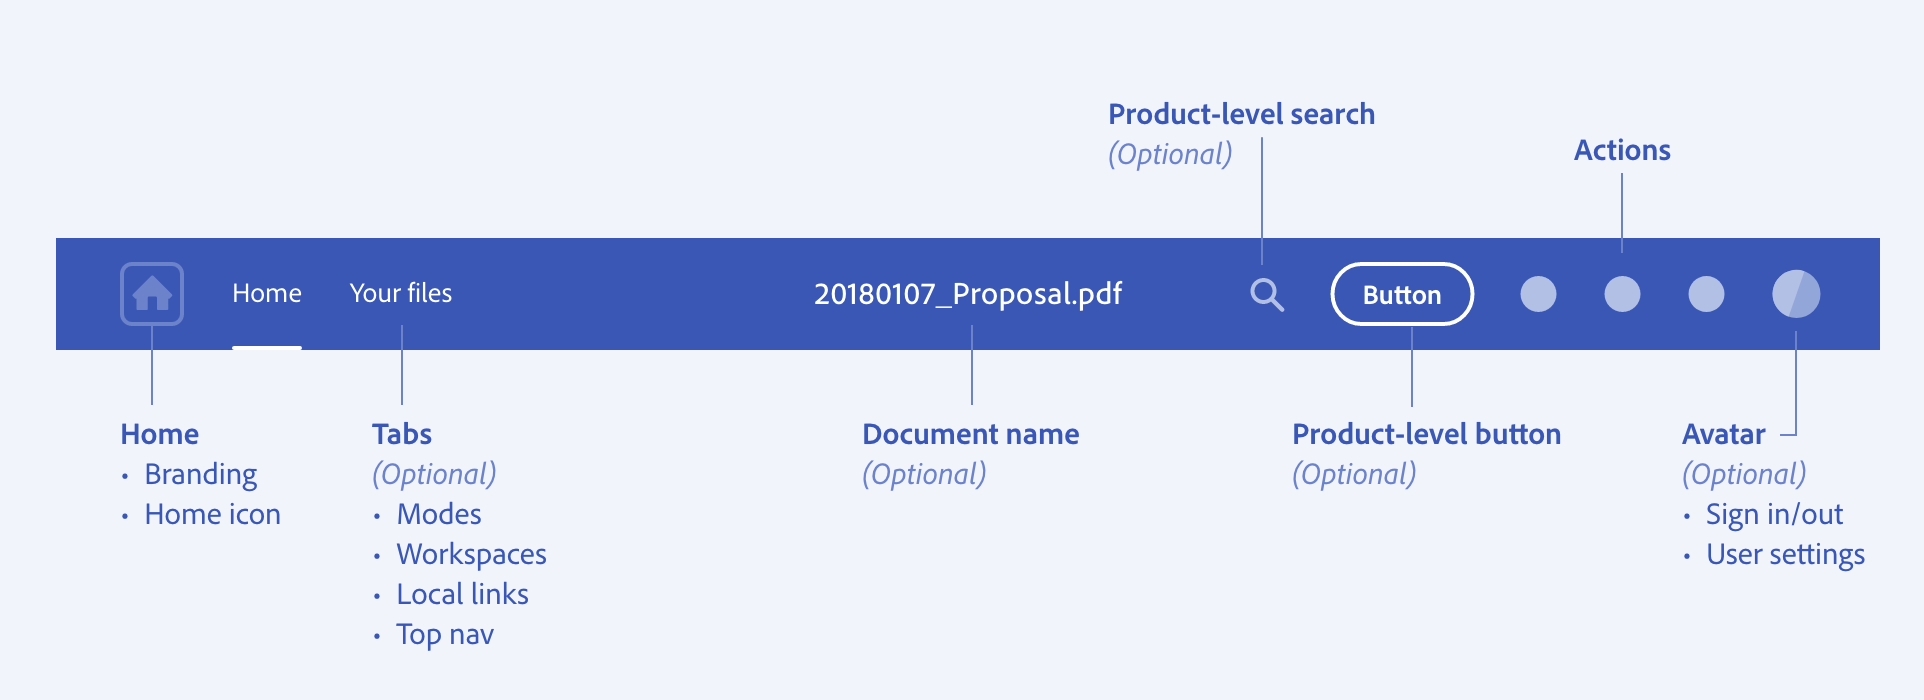 Product-level search
(Optional)
Actions
Home
Your files
20180107_Proposal.pdf
Button
Home
• Branding
• Home icon
Tabs
(Optional)
• Modes
• Workspaces
• Local links
• Top nav
Document name
(Optional)
Product-level button
(Optional)
Avatar
(Optional)
• Sign in/out
• User settings